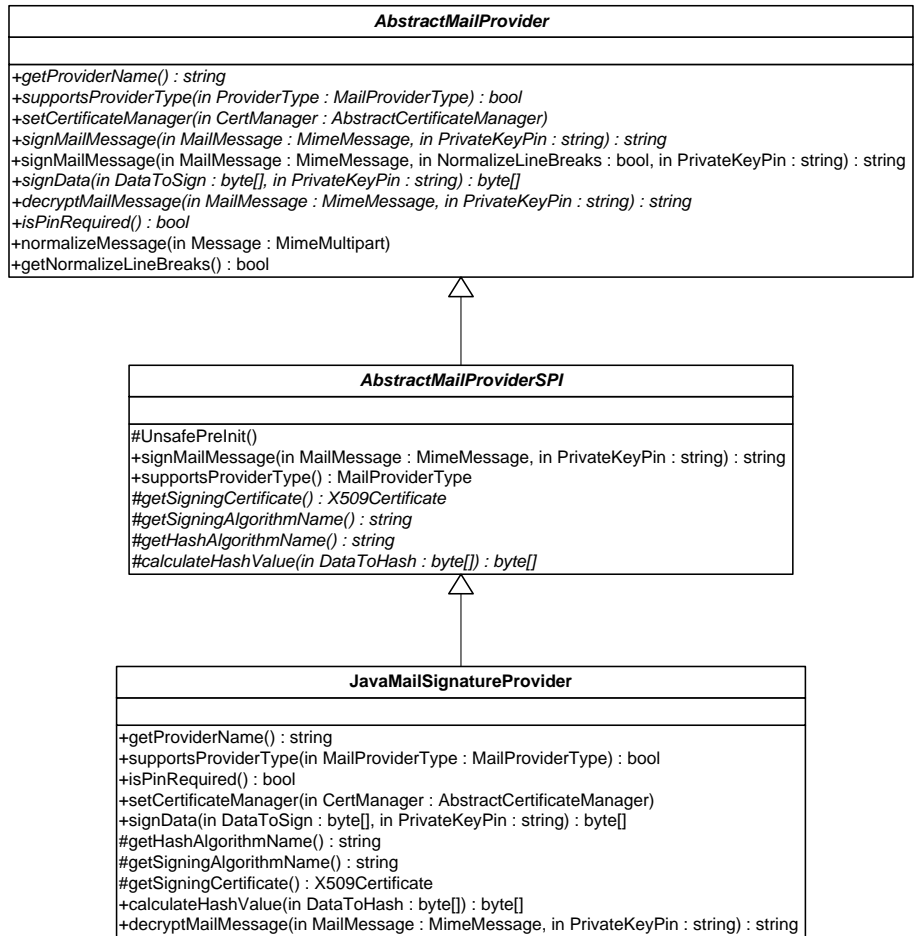 AbstractMailProvider
+getProviderName() : string
+supportsProviderType(in ProviderType : MailProviderType) : bool
+setCertificateManager(in CertManager : AbstractCertificateManager)
+signMailMessage(in MailMessage : MimeMessage, in PrivateKeyPin : string) : string
+signMailMessage(in MailMessage : MimeMessage, in NormalizeLineBreaks : bool, in PrivateKeyPin : string) : string
+signData(in DataToSign : byte[], in PrivateKeyPin : string) : byte[]
+decryptMailMessage(in MailMessage : MimeMessage, in PrivateKeyPin : string) : string
+isPinRequired() : bool
+normalizeMessage(in Message : MimeMultipart)
+getNormalizeLineBreaks() : bool
AbstractMailProviderSPI
#UnsafePreInit()
+signMailMessage(in MailMessage : MimeMessage, in PrivateKeyPin : string) : string
+supportsProviderType() : MailProviderType
#getSigningCertificate() : X509Certificate
#getSigningAlgorithmName() : string
#getHashAlgorithmName() : string
#calculateHashValue(in DataToHash : byte[]) : byte[]
JavaMailSignatureProvider
+getProviderName() : string
+supportsProviderType(in MailProviderType : MailProviderType) : bool
+isPinRequired() : bool
+setCertificateManager(in CertManager : AbstractCertificateManager)
+signData(in DataToSign : byte[], in PrivateKeyPin : string) : byte[]
#getHashAlgorithmName() : string
#getSigningAlgorithmName() : string
#getSigningCertificate() : X509Certificate
+calculateHashValue(in DataToHash : byte[]) : byte[]
+decryptMailMessage(in MailMessage : MimeMessage, in PrivateKeyPin : string) : string